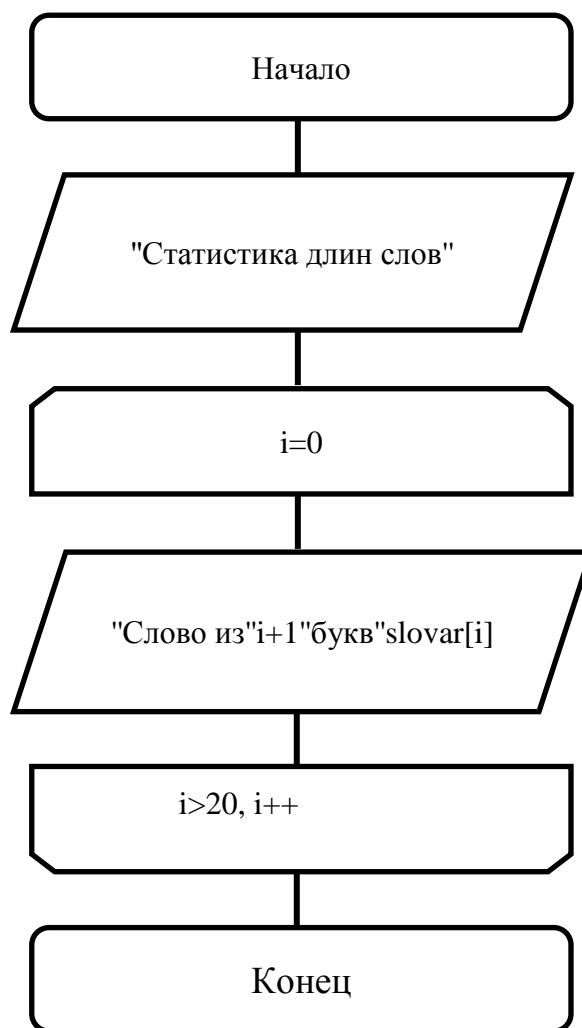 Начало
"Статистика длин слов"
i=0
"Слово из"i+1"букв"slovar[i]
i>20, i++
Конец